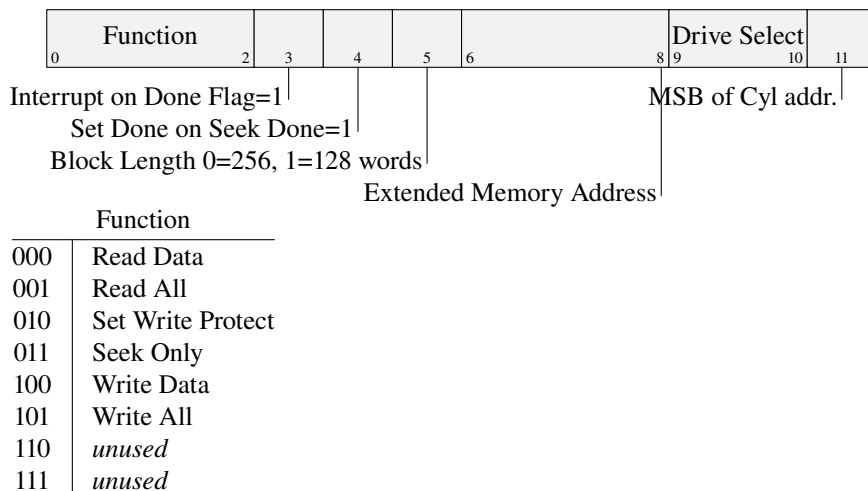 Function Drive Select
0 2 3 4 5 6 8 9 10 11
Interrupt on Done Flag=1 MSB of Cyl addr.
Set Done on Seek Done=1
Block Length 0=256, 1=128 words
Extended Memory Address
Function
000 Read Data
001 Read All
010 Set Write Protect
011 Seek Only
100 Write Data
101 Write All
110 unused
111 unused